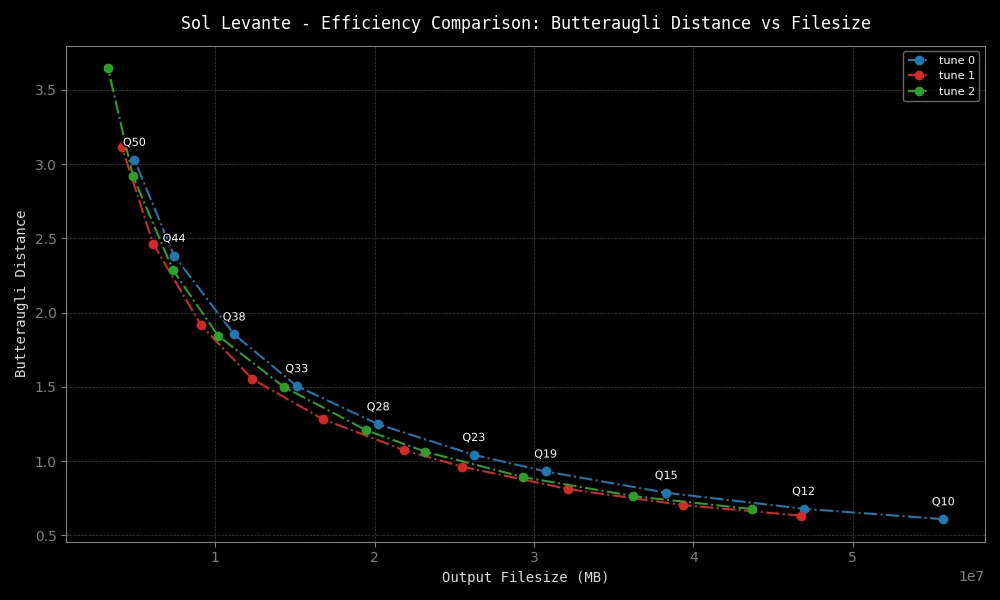 Sol Levante - Efficiency Comparison: Butteraugli Distance vs Filesize
tune 0
tune 1
tune 2
Butteraugli Distance
3.5
3.0
2.5
2.0
1.5
1.0
0.5
Q50
Q44
Q38
Q33
Q28
Q23
Q19
Q15
Q12
Q10
1
2
3
4
5
1e7
Output Filesize (MB)